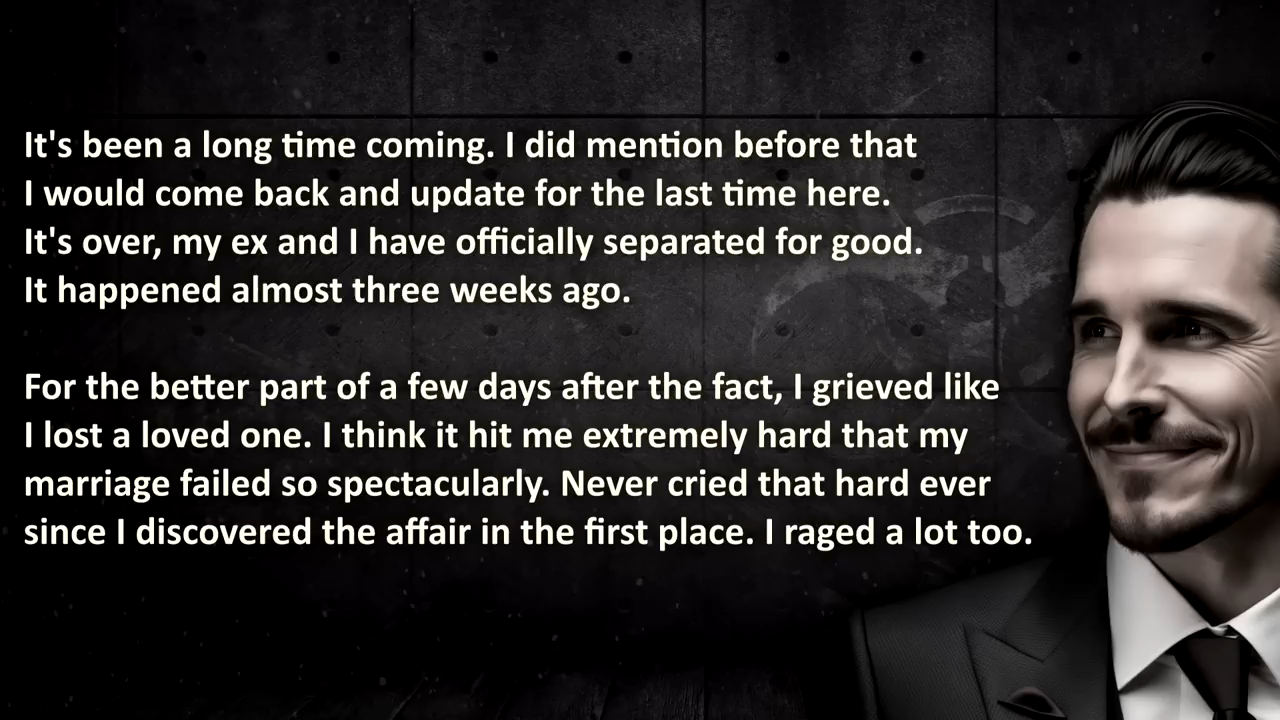 It's been a long time coming. I did mention before that
I would come back and update for the last time here.
It's over, my ex and I have officially separated for good.
It happened almost three weeks ago.
For the better part of a few days after the fact, I grieved like
I lost a loved one. I think it hit me extremely hard that my
marriage failed so spectacularly. Never cried that hard ever
since I discovered the affair in the first place. I raged a lot too.